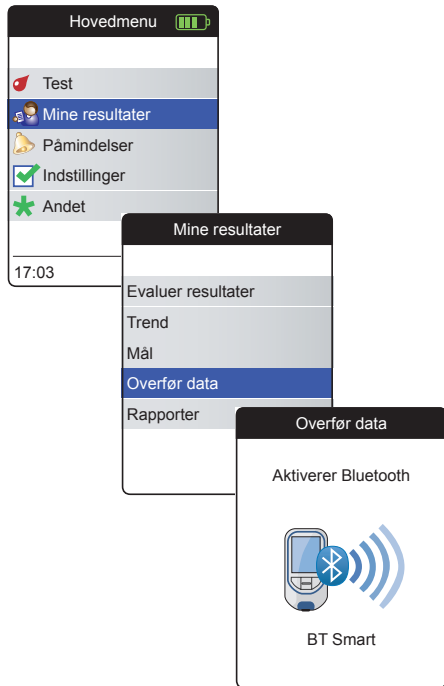 Hovedmenu
Test
Mine resultater
Påmindelser
Indstillinger
Andet
17:03
Mine resultater
Evaluer resultater
Trend
Mål
Overfør data
Rapporter
Overfør data
Aktiverer Bluetooth
BT Smart